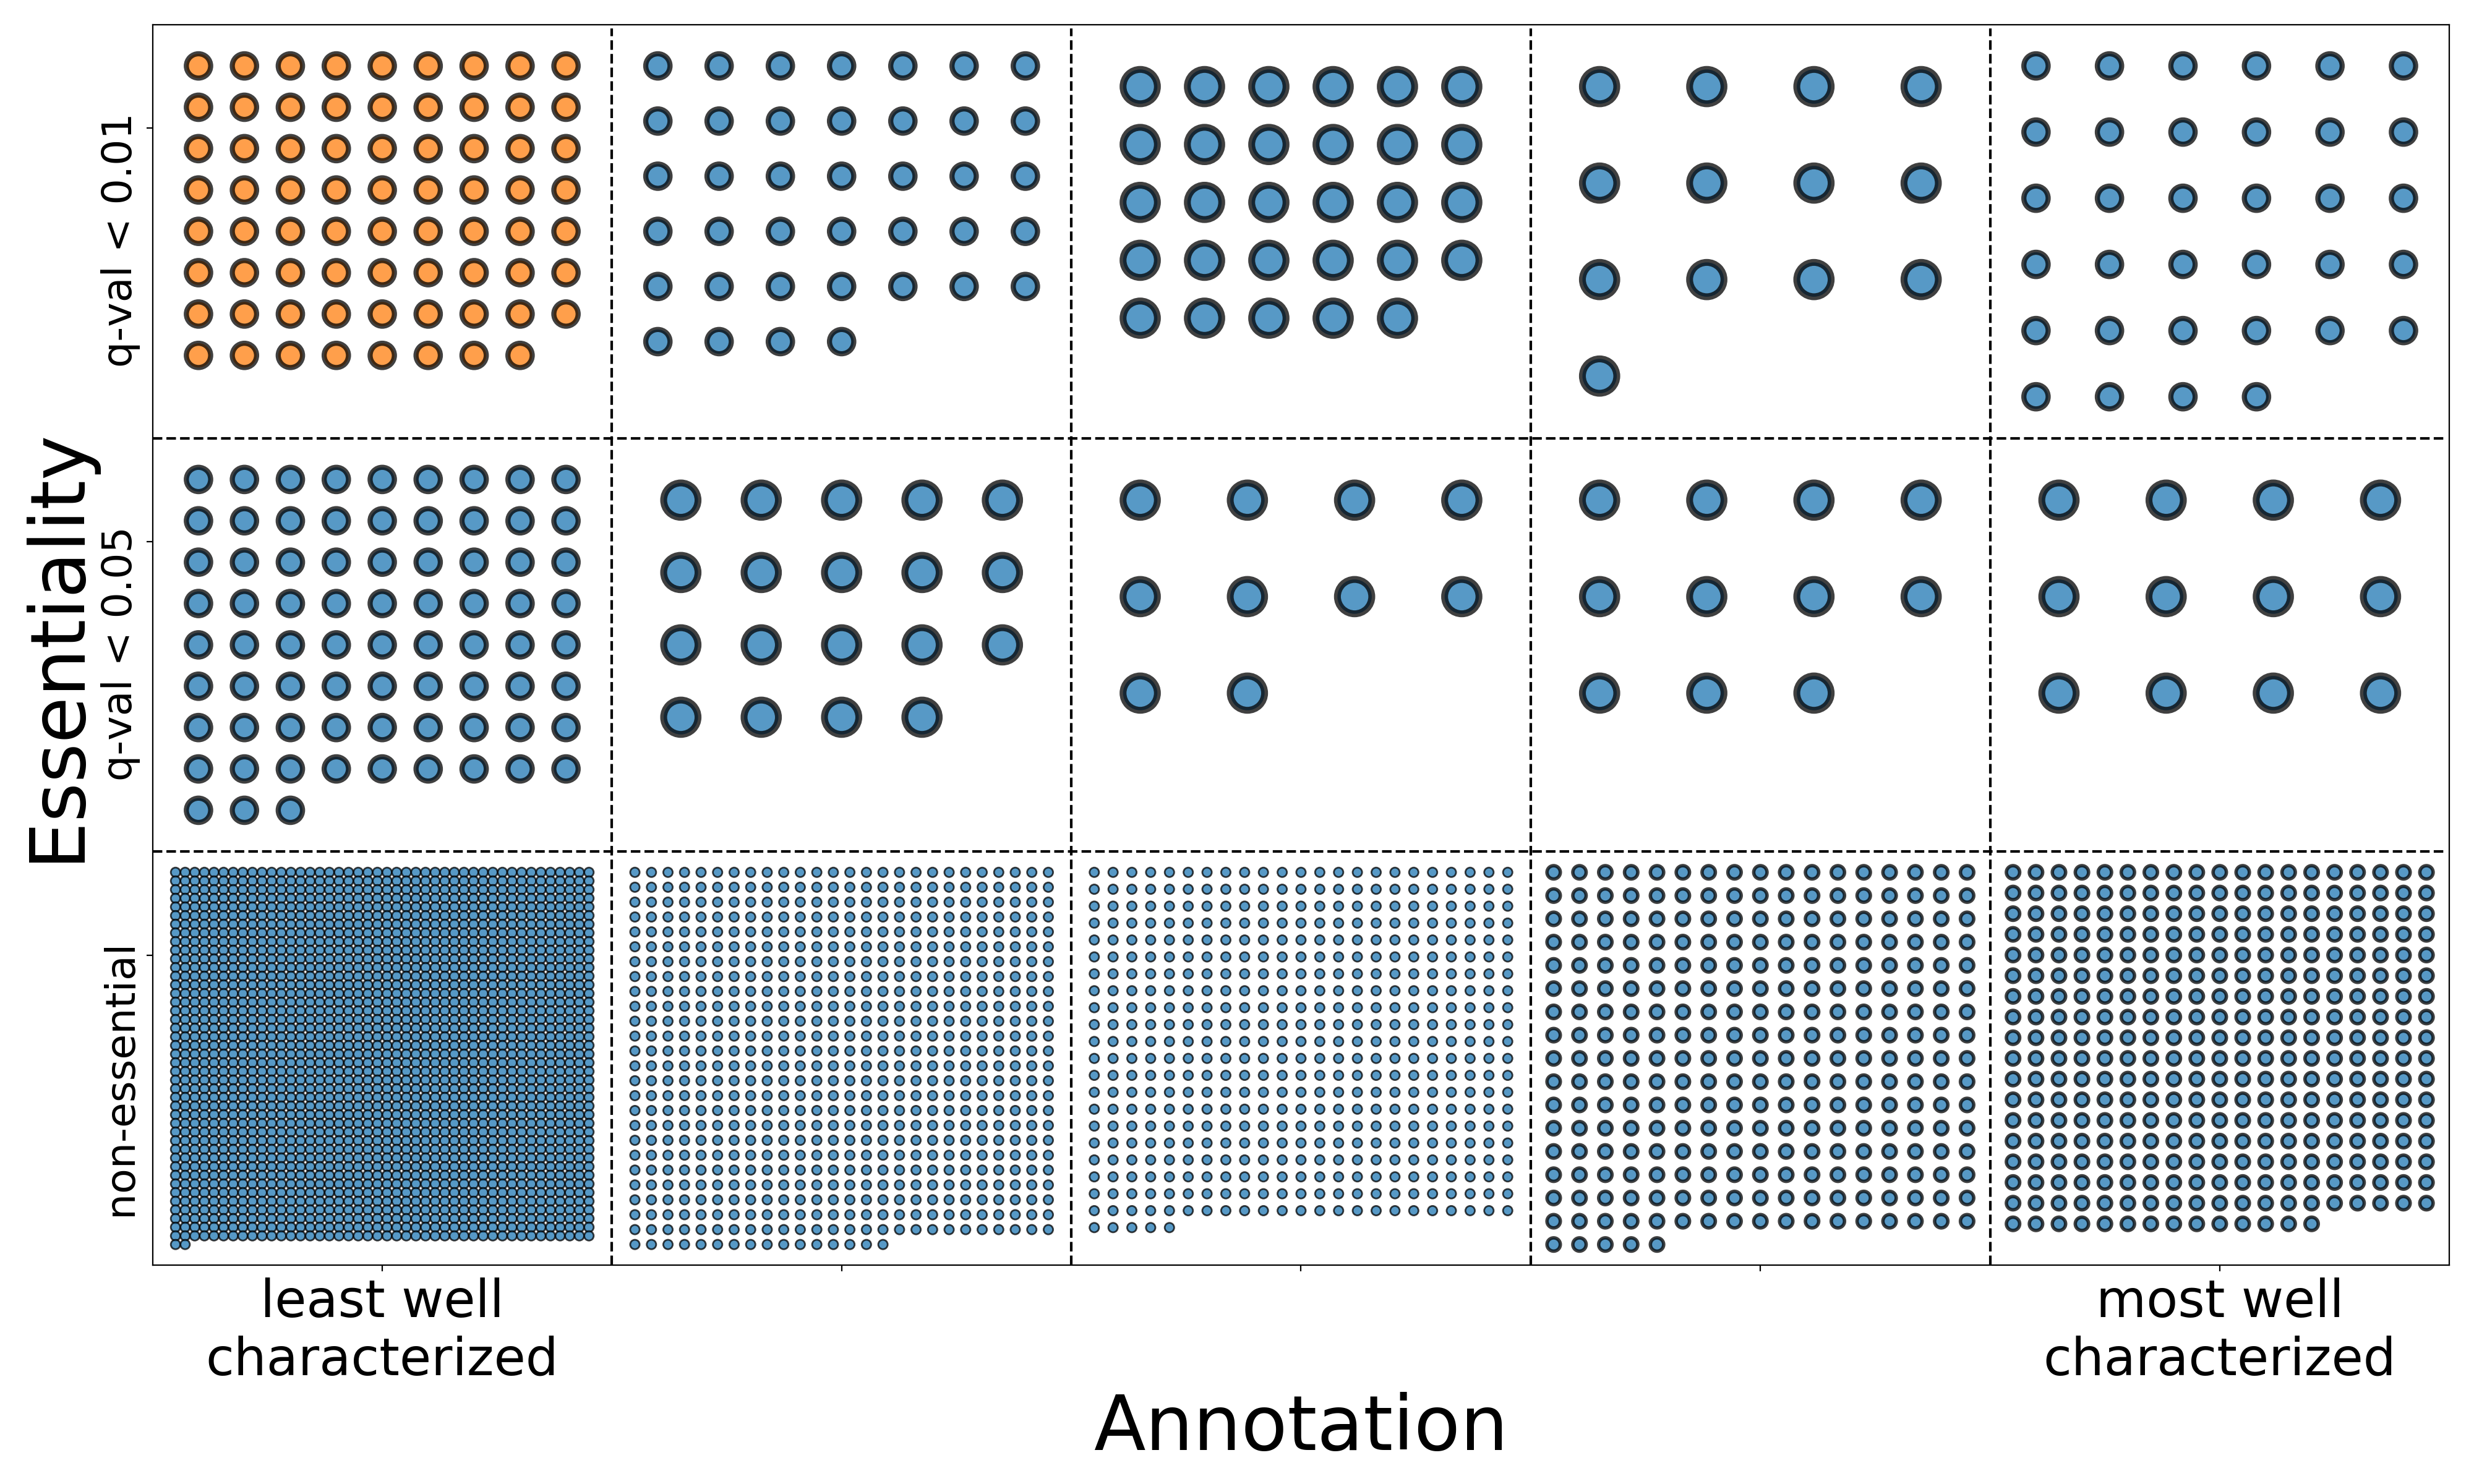 Essentiality
q-val < 0.01
q-val < 0.05
non-essential
least well
characterized
most well
characterized
Annotation